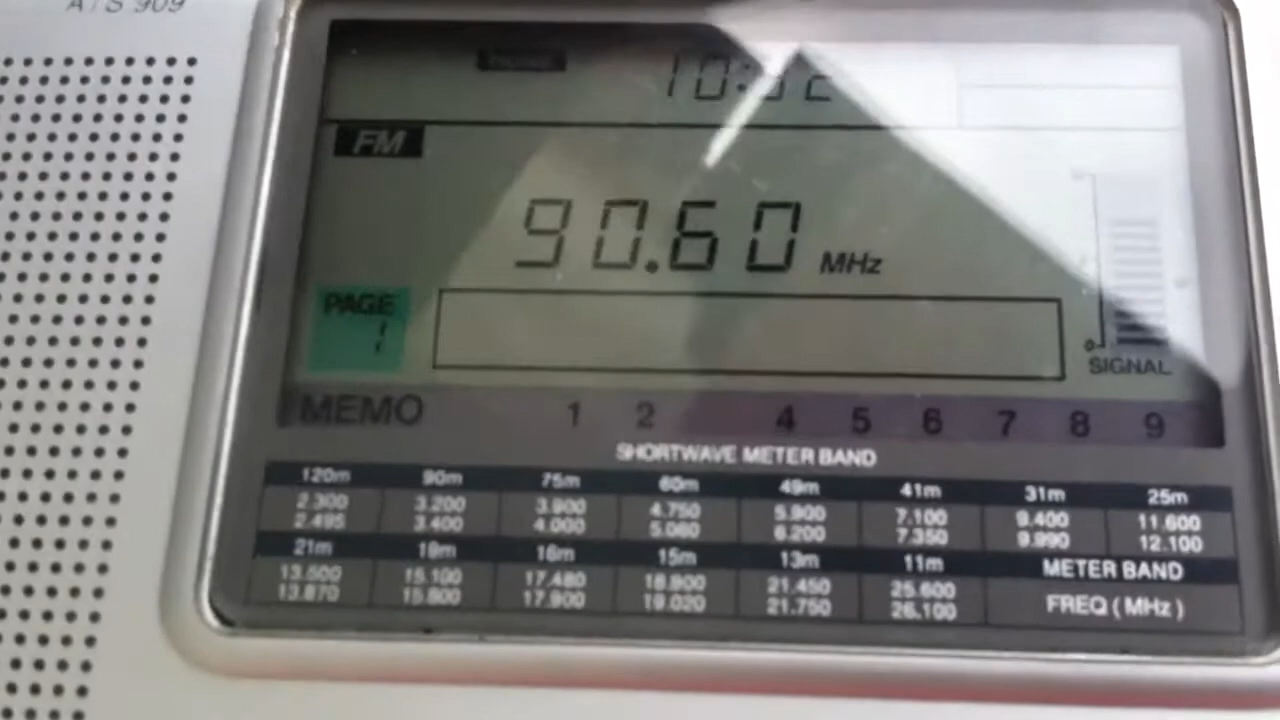 ATS 909
10:32
FM
90.60 MHz
PAGE
1
0
SIGNAL
MEMO 1 2 4 5 6 7 8 9
SHORTWAVE METER BAND
120m 90m 75m 60m 49m 41m 31m 25m
2.300 3.200 3.900 4.750 5.900 7.100 9.400 11.600
2.495 3.400 4.000 5.060 6.200 7.350 9.990 12.100
21m 19m 16m 15m 13m 11m METER BAND
13.500 15.100 17.480 18.900 21.450 25.600 FREQ ( MHz )
13.870 15.800 17.900 19.020 21.750 26.100